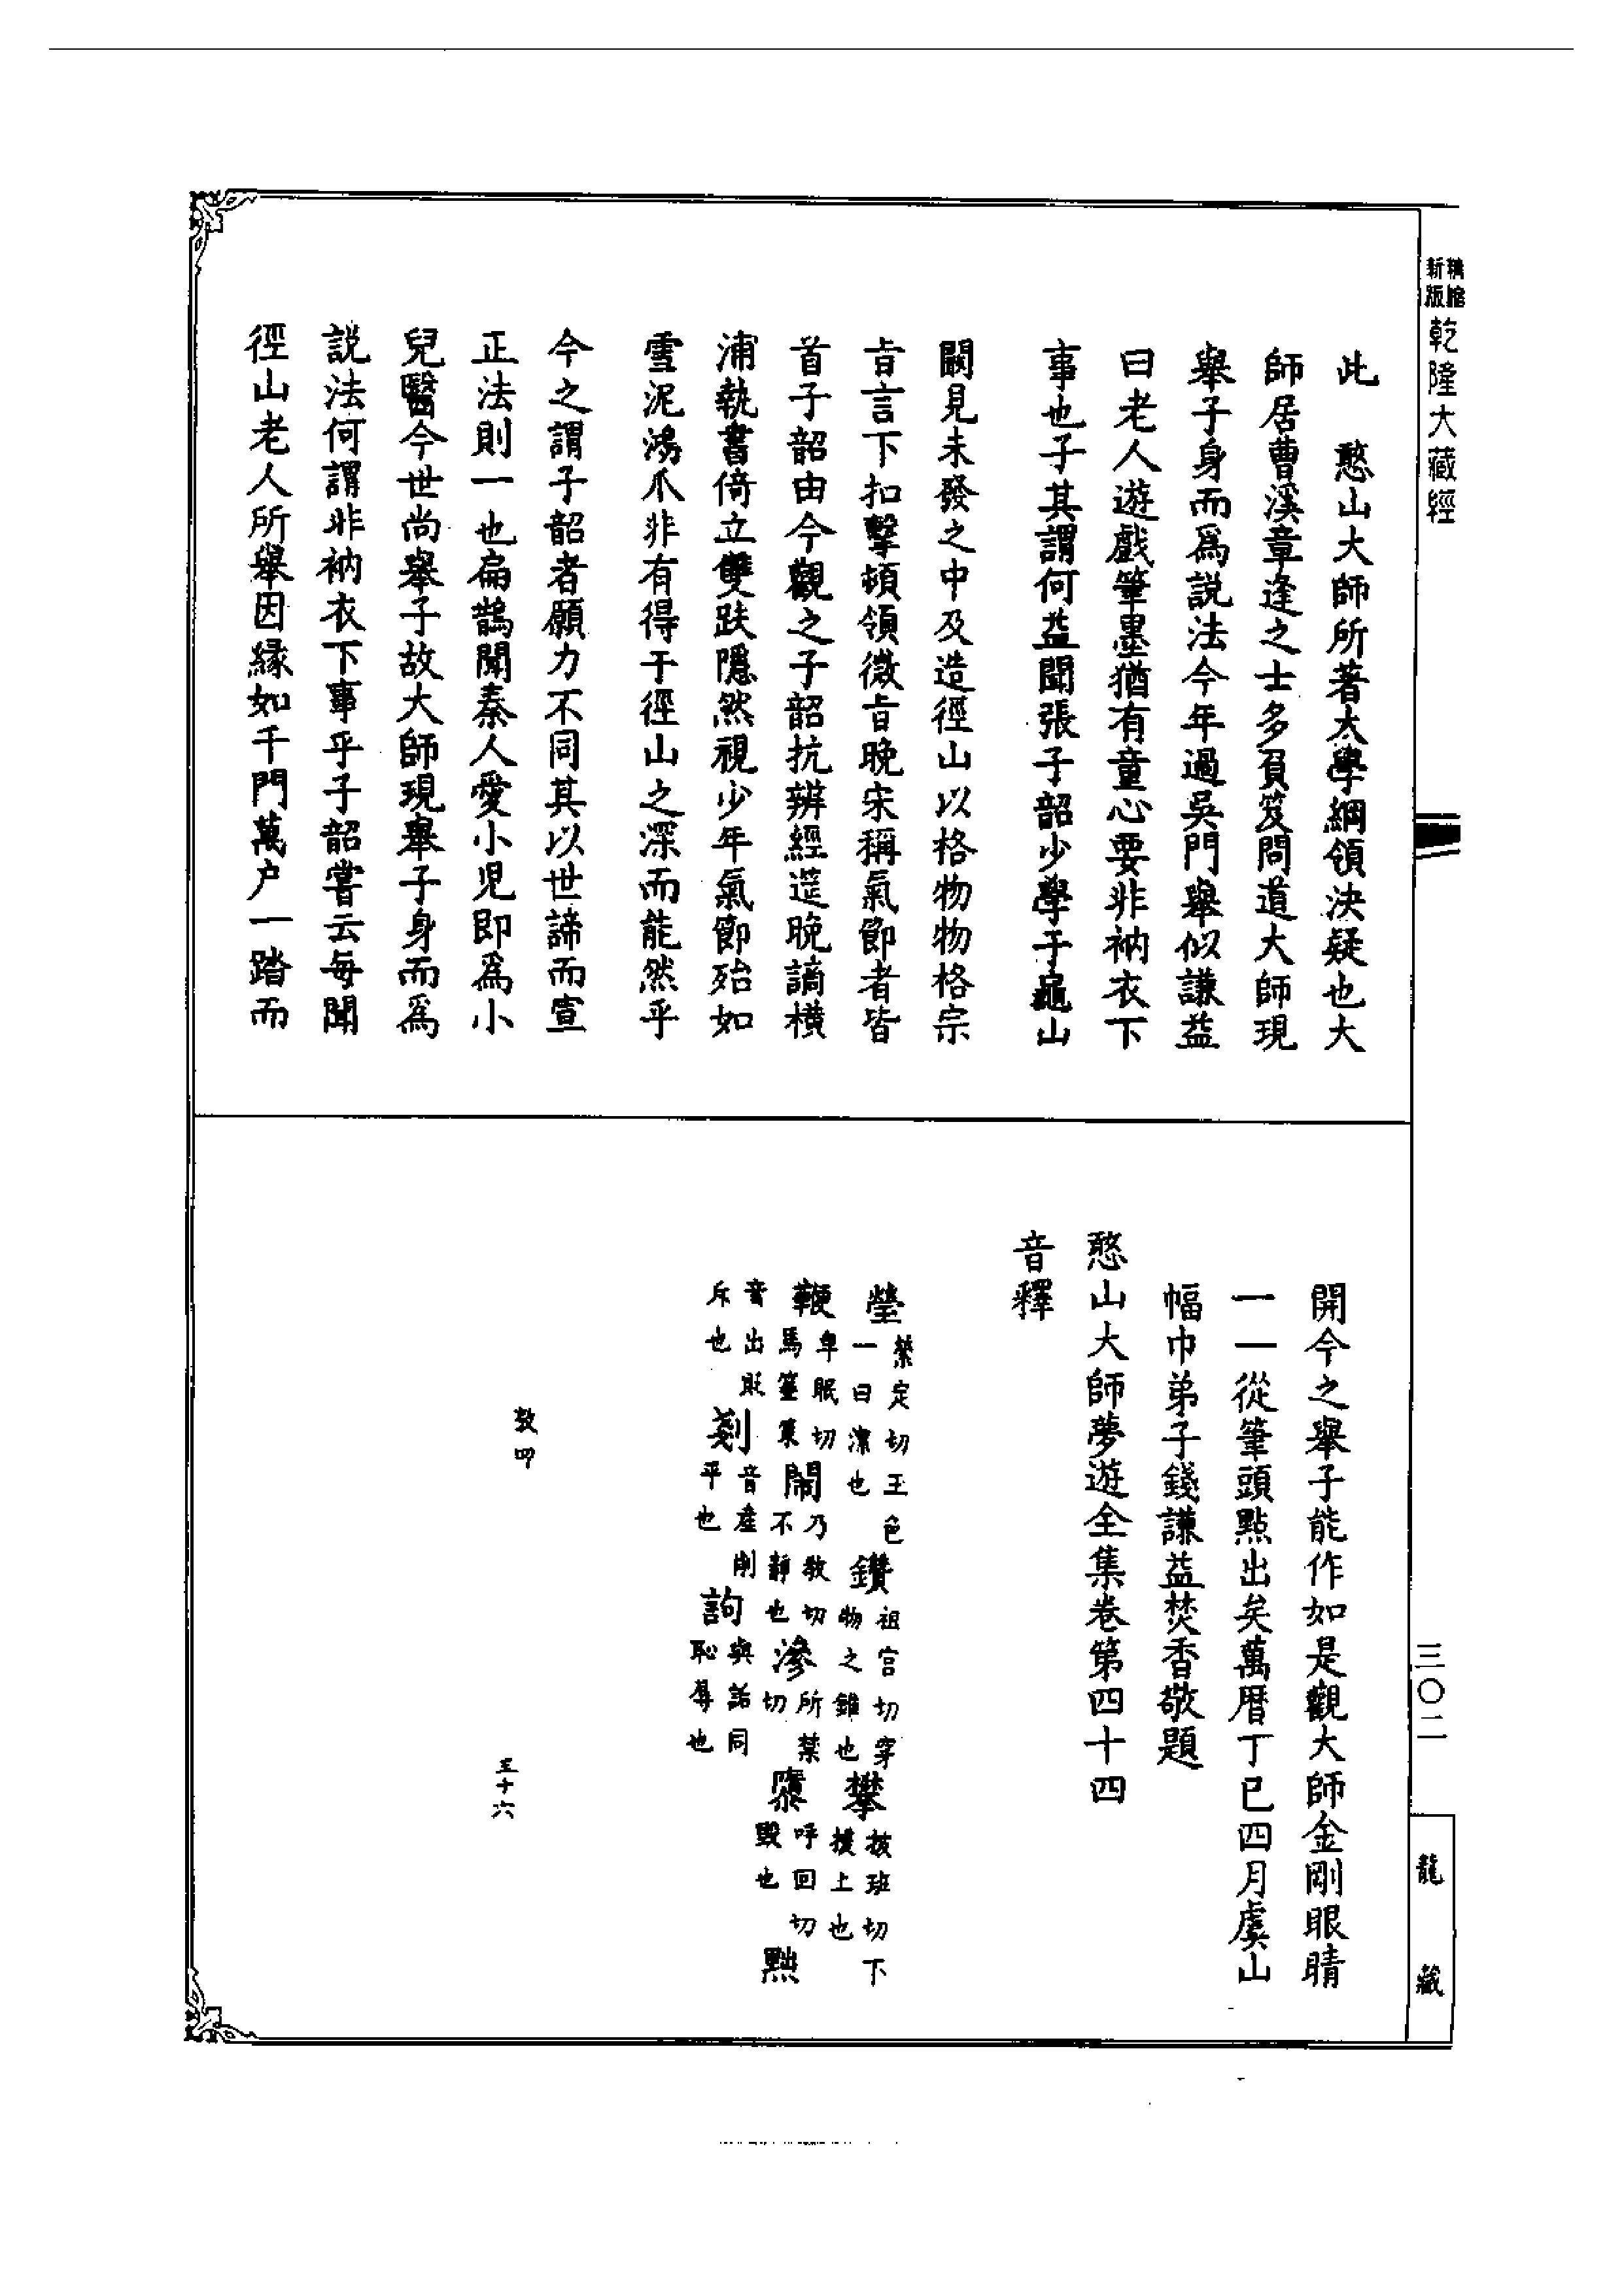 新版精縮
乾隆大藏經
此　憨山大師所著大學綱領決疑也大
師居曹溪章逢之士多負笈問道大師現
舉子身而爲説法今年過吳門舉似謙益
曰老人遊戲筆墨猶有童心要非衲衣下
事也子其謂何益聞張子韶少學于龜山
闚見未發之中及造徑山以格物物格宗
旨言下扣擊頓領微旨晚宋稱氣節者皆
首子韶由今觀之子韶抗辨經筵晚謫橫
浦執書倚立雙趺隱然視少年氣節殆如
雪泥鴻爪非有得于徑山之深而能然乎
今之謂子韶者願力不同其以世諦而宣
正法則一也扁鵲聞秦人愛小児即爲小
兒醫今世尚舉子故大師現舉子身而爲
説法何謂非衲衣下事乎子韶嘗云每聞
徑山老人所舉因緣如千門萬户一踏而
開今之舉子能作如是觀大師金剛眼睛
一一從筆頭點出矣萬曆丁巳四月虞山
幅巾弟子錢謙益焚香敬題
憨山大師夢遊全集卷第四十四
音釋
瑩縈定切玉色一曰潔也　鑽祖官切穿物之錐也　攀披班切下援上也
鞭卑眠切馬箠策　鬧乃教切不靜也　滲所禁切　隳呼回切毀也　黜
音出貶斥也　剗音產削平也　訽與詬同恥辱也
三〇二
龍藏
五十六